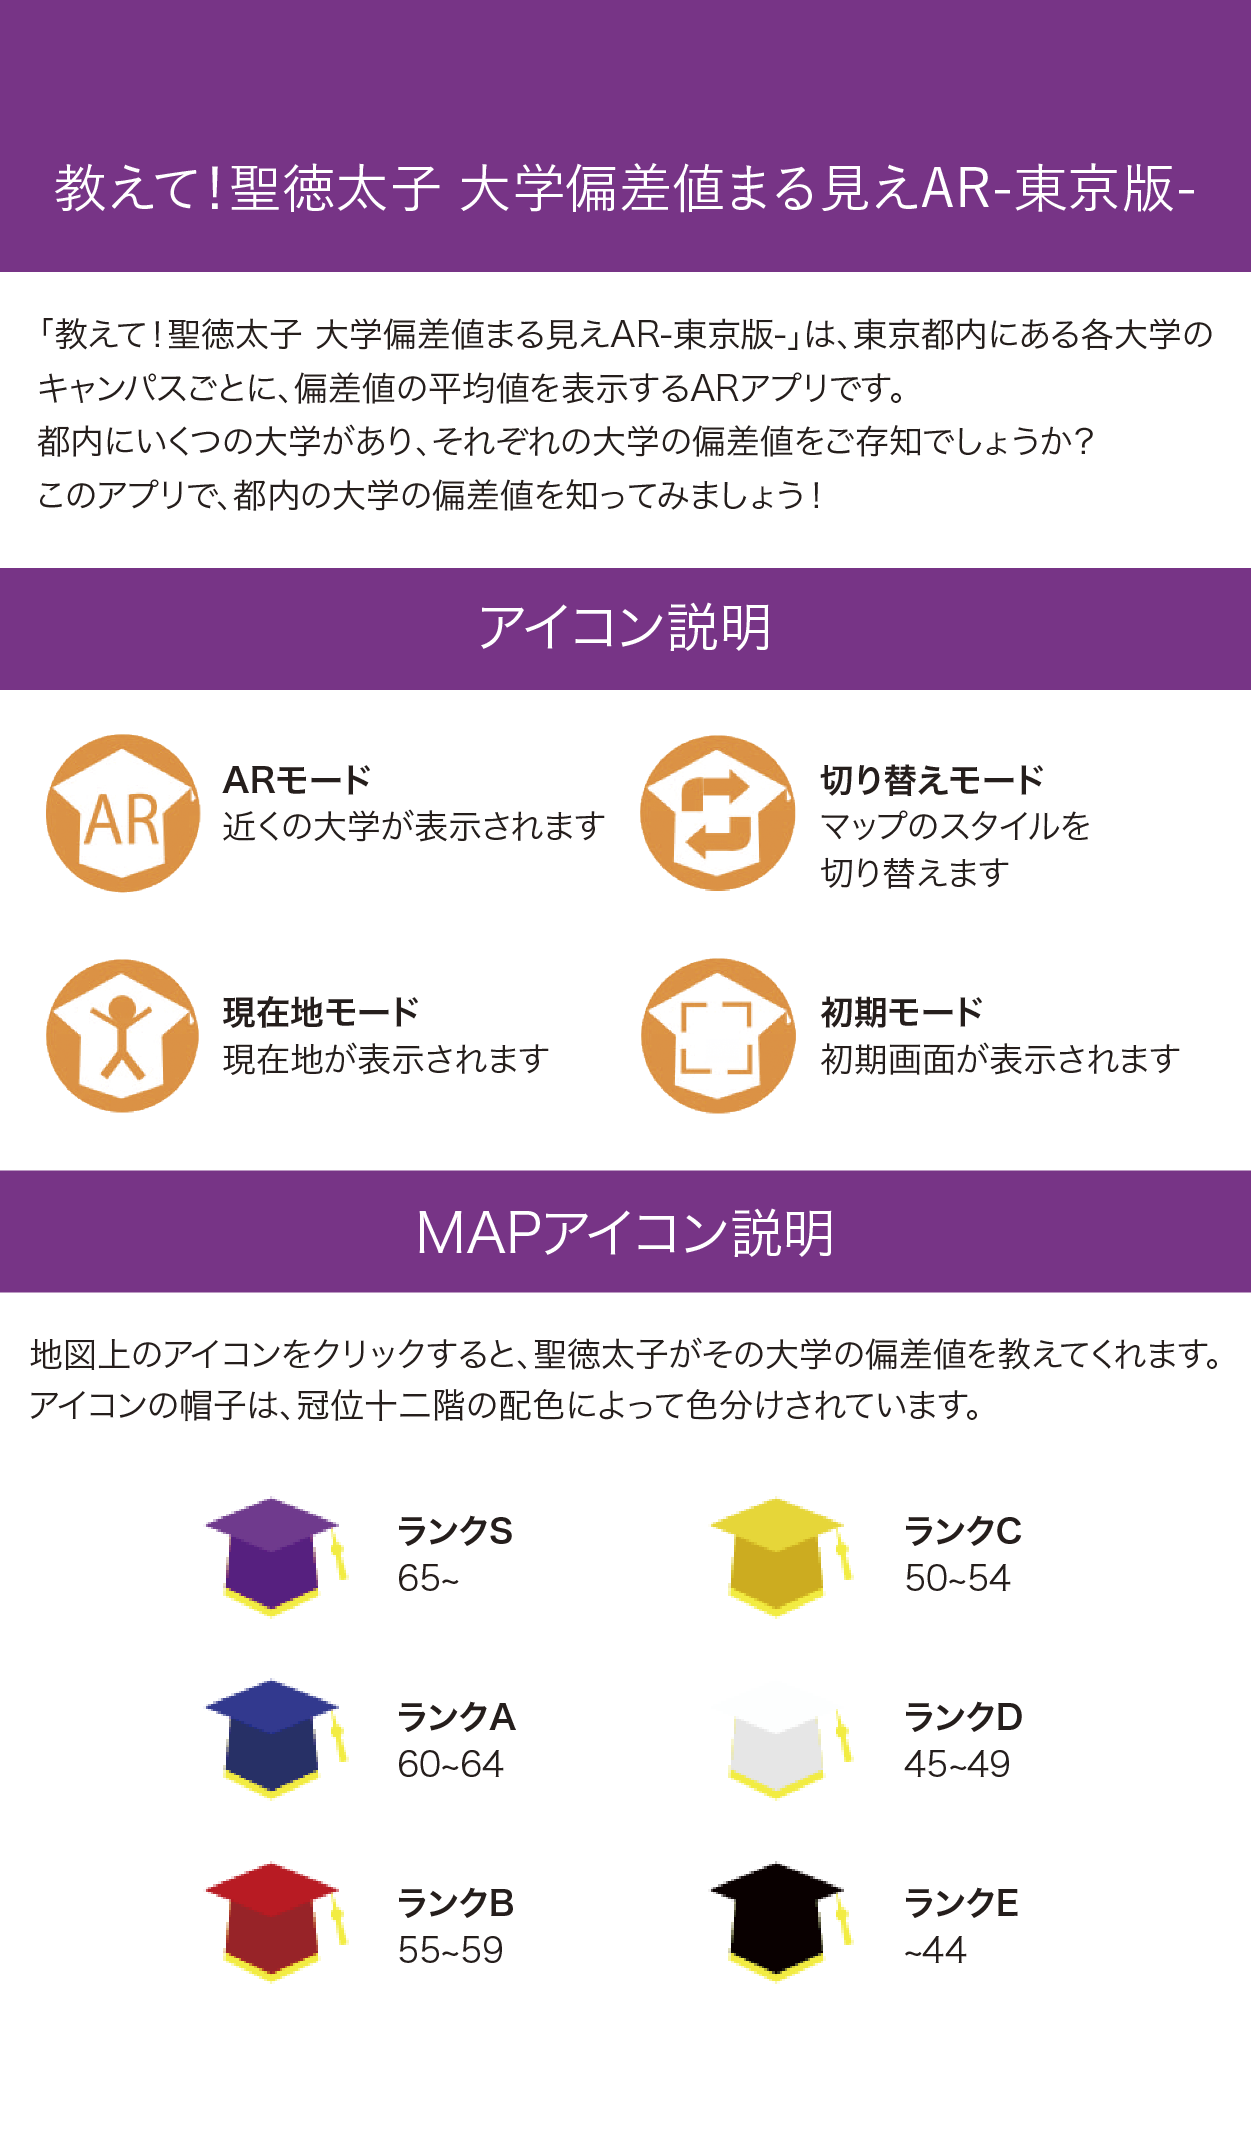 教えて！聖徳太子 大学偏差値まる見えAR-東京版-
「教えて！聖徳太子 大学偏差値まる見えAR-東京版-」は、東京都内にある各大学の
キャンパスごとに、偏差値の平均値を表示するARアプリです。
都内にいくつの大学があり、それぞれの大学の偏差値をご存知でしょうか？
このアプリで、都内の大学の偏差値を知ってみましょう！
アイコン説明
AR
ARモード
近くの大学が表示されます
切り替えモード
マップのスタイルを
切り替えます
現在地モード
現在地が表示されます
初期モード
初期画面が表示されます
MAPアイコン説明
地図上のアイコンをクリックすると、聖徳太子がその大学の偏差値を教えてくれます。
アイコンの帽子は、冠位十二階の配色によって色分けされています。
ランクS
65~
ランクC
50~54
ランクA
60~64
ランクD
45~49
ランクB
55~59
ランクE
~44